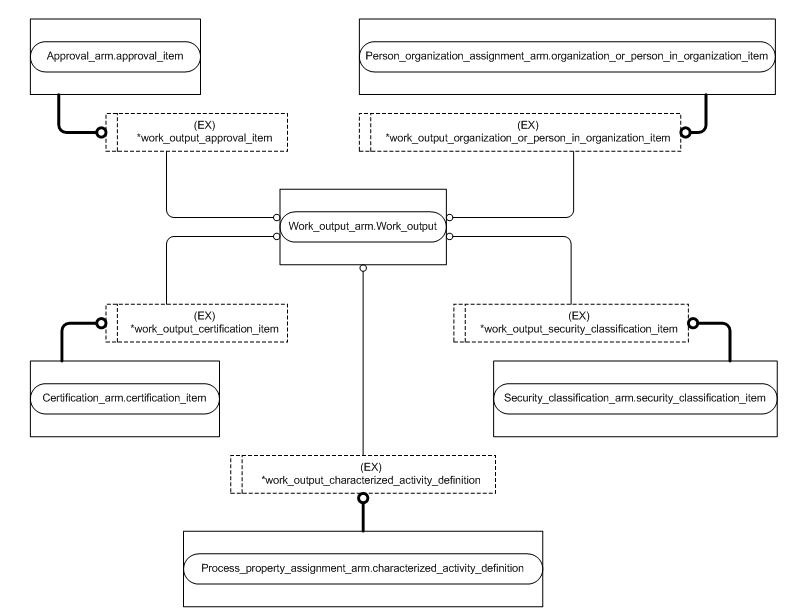 Approval_arm.approval_item
Person_organization_assignment_arm.organization_or_person_in_organization_item
(EX)
*work_output_approval_item
(EX)
*work_output_organization_or_person_in_organization_item
Work_output_arm.Work_output
(EX)
*work_output_certification_item
(EX)
*work_output_security_classification_item
Certification_arm.certification_item
Security_classification_arm.security_classification_item
(EX)
*work_output_characterized_activity_definition
Process_property_assignment_arm.characterized_activity_definition